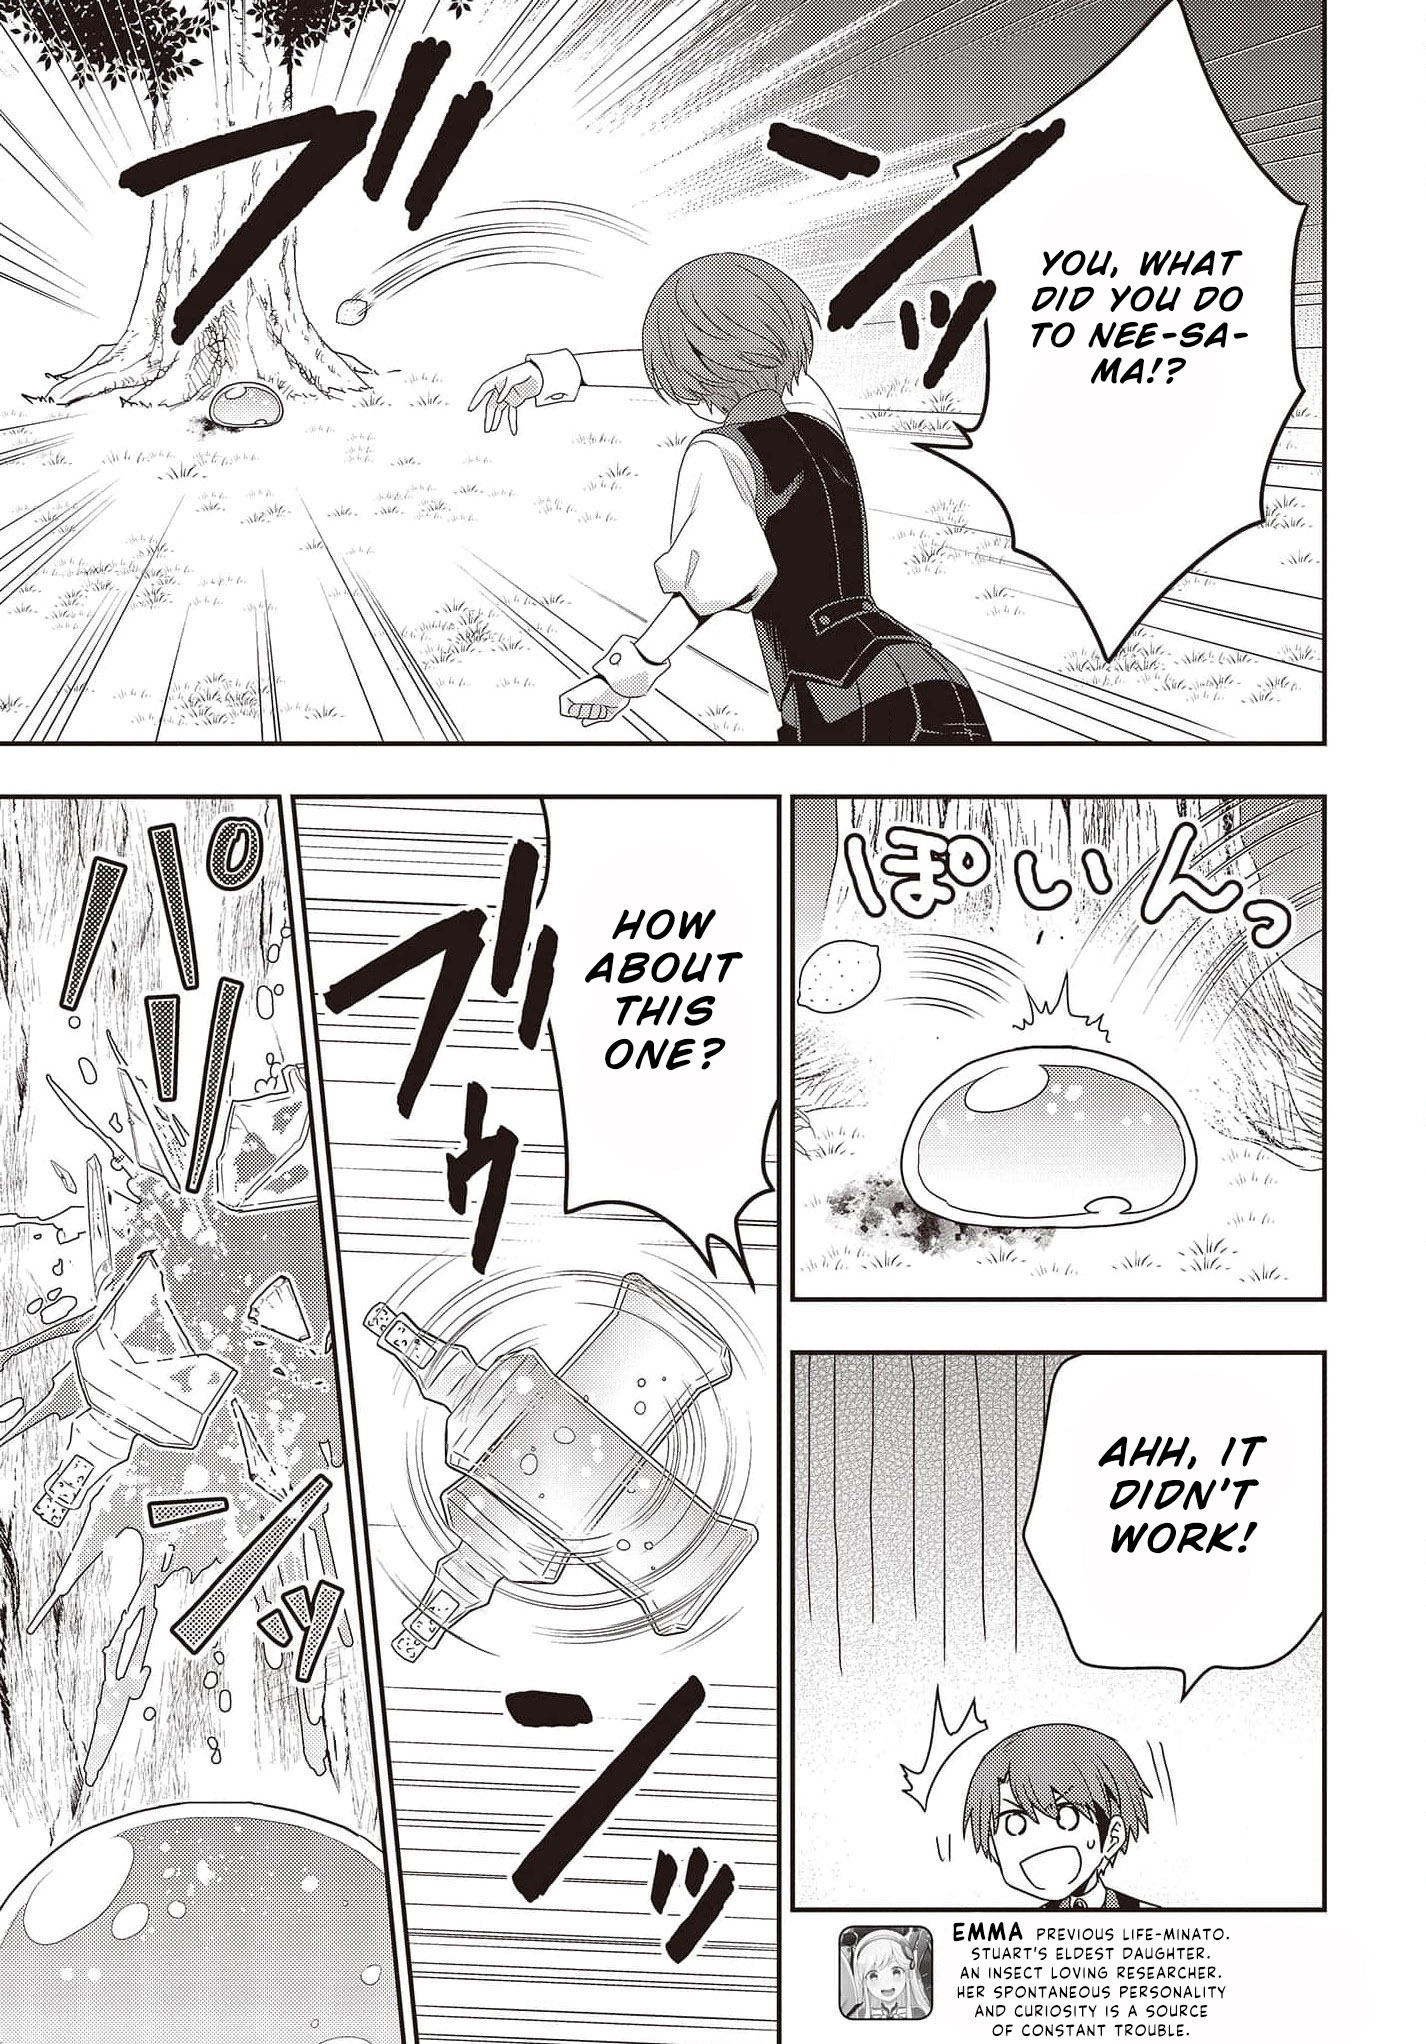 YOU, WHAT
DID YOU DO
TO NEE-SA-
MA!?
ブンッ
ぽいんっ
AHH, IT
DIDN'T
WORK!
HOW
ABOUT
THIS
ONE?
ブゥンッ
パリンッ
EMMA PREVIOUS LIFE-MINATO.
STUART'S ELDEST DAUGHTER.
AN INSECT LOVING RESEARCHER.
HER SPONTANEOUS PERSONALITY
AND CURIOSITY IS A SOURCE
OF CONSTANT TROUBLE.